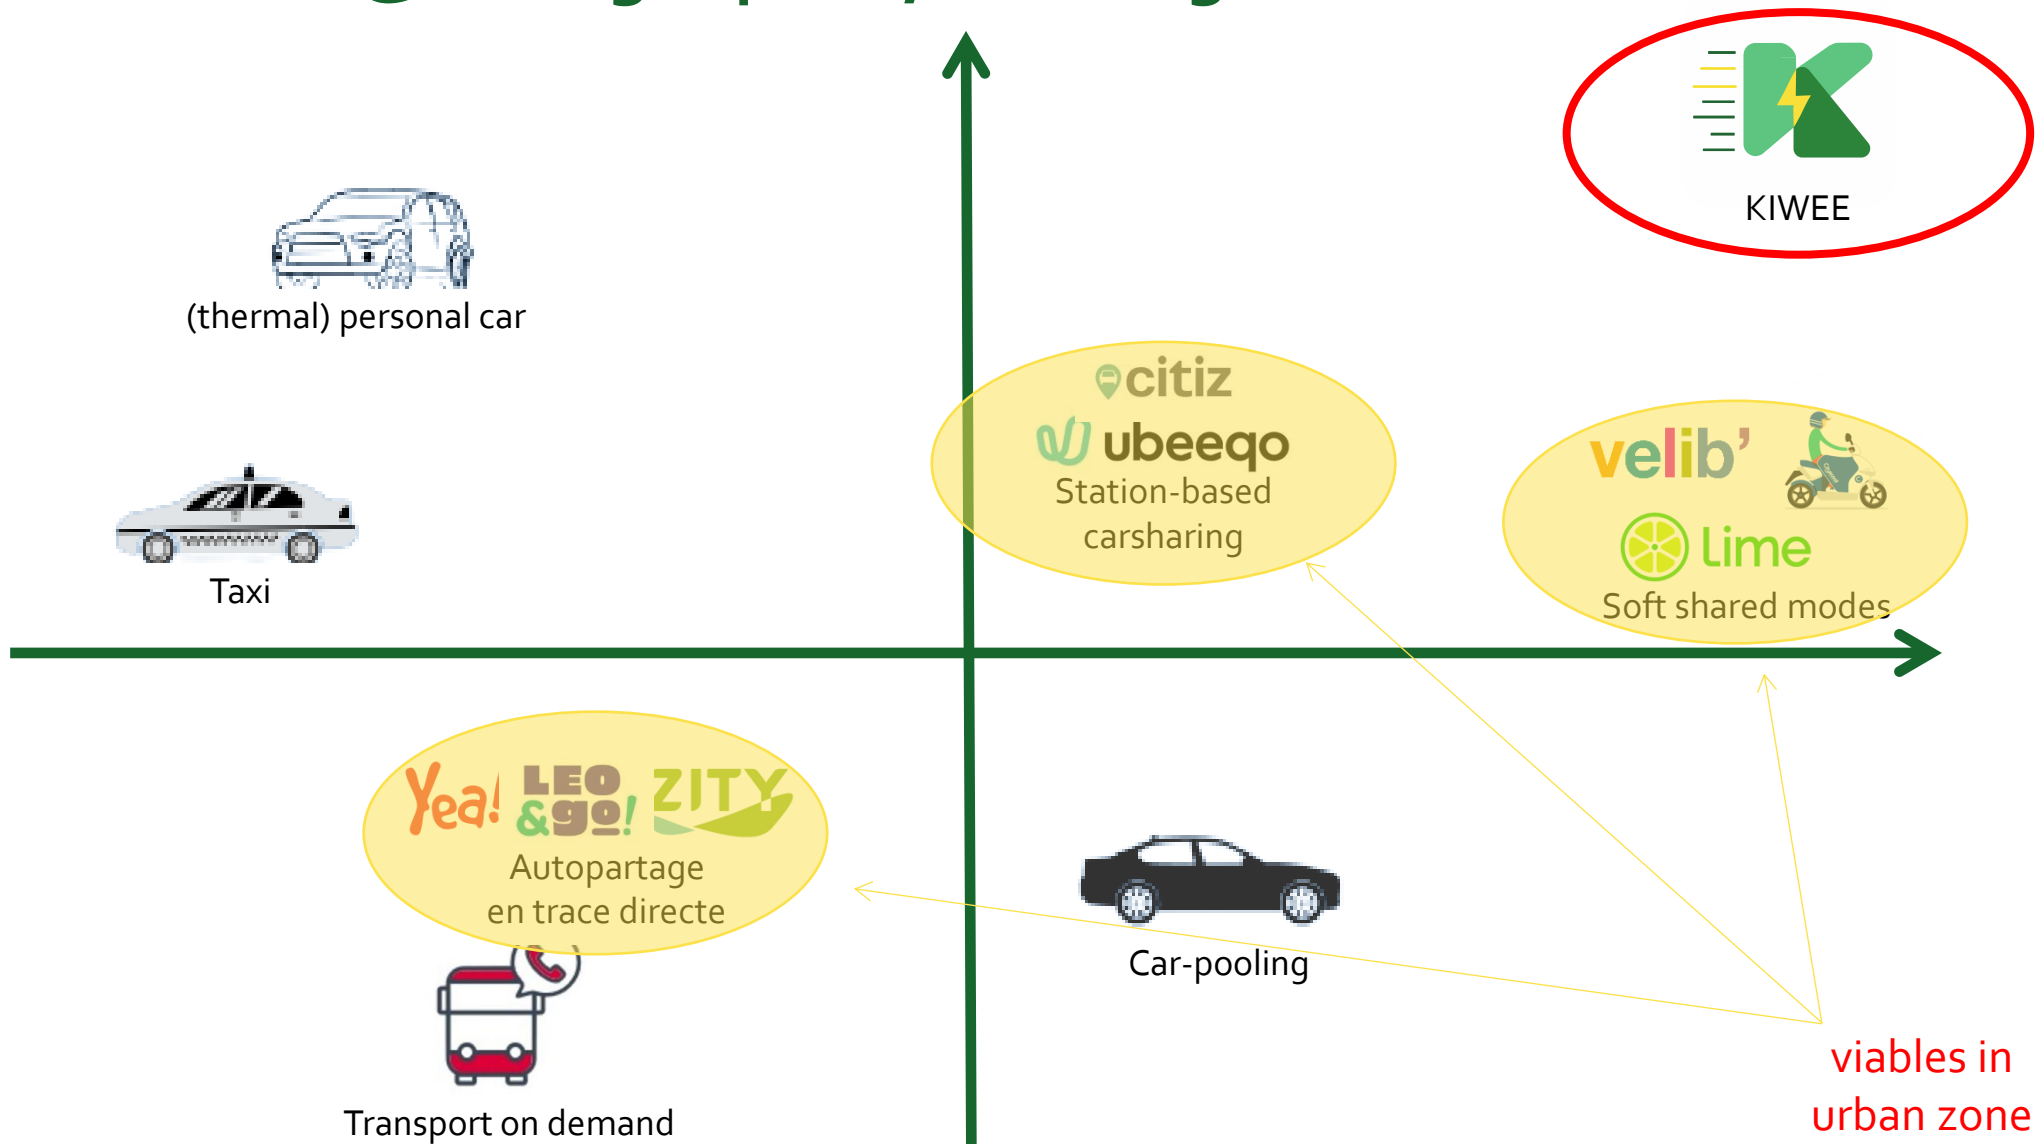 KIWEE
(thermal) personal car
citiz
ubeeqo
Station-based
carsharing
velib'
Lime
Soft shared modes
Taxi
Yea! LEO &go! ZITY
Autopartage
en trace directe
Car-pooling
Transport on demand
viables in
urban zone